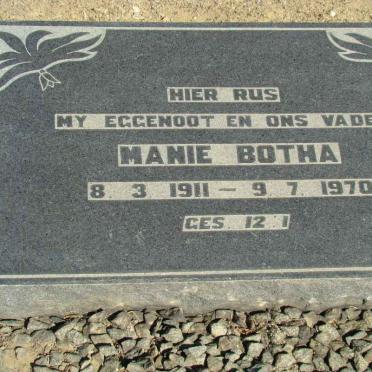 HIER RUS
MY EGGENOOT EN ONS VADE
MANIE BOTHA
8. 3. 1911 – 9. 7. 1970
GES. 12:1